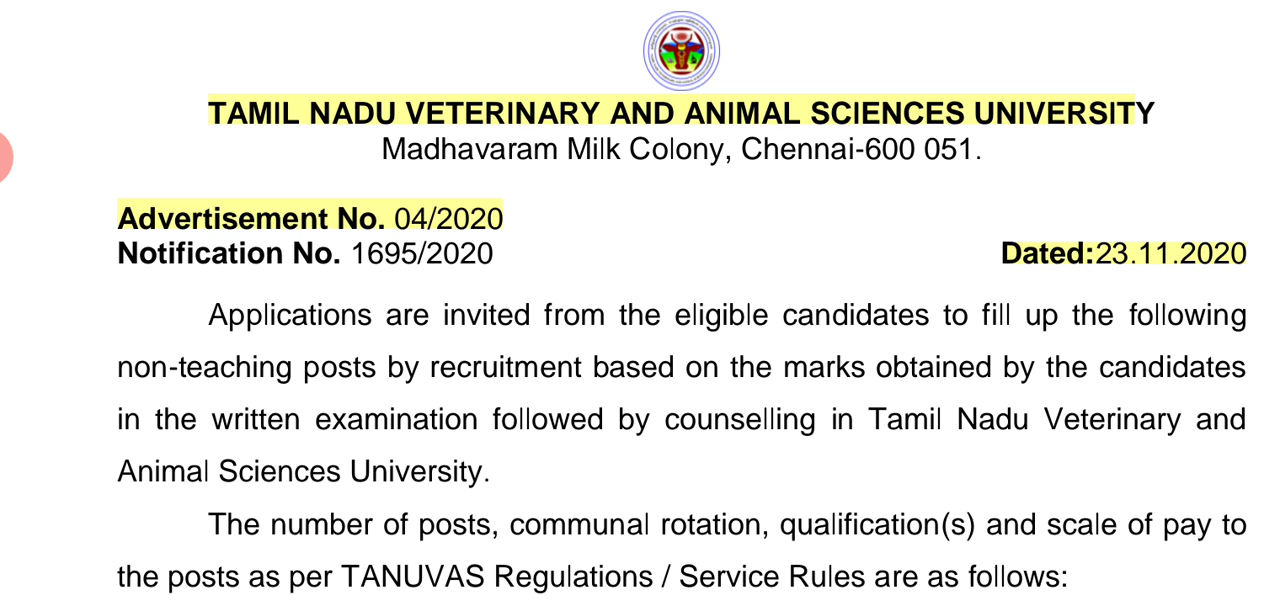 TAMIL NADU VETERINARY AND ANIMAL SCIENCES UNIVERSITY
Madhavaram Milk Colony, Chennai-600 051.
Advertisement No. 04/2020
Notification No. 1695/2020 Dated:23.11.2020
Applications are invited from the eligible candidates to fill up the following
non-teaching posts by recruitment based on the marks obtained by the candidates
in the written examination followed by counselling in Tamil Nadu Veterinary and
Animal Sciences University.
The number of posts, communal rotation, qualification(s) and scale of pay to
the posts as per TANUVAS Regulations / Service Rules are as follows: